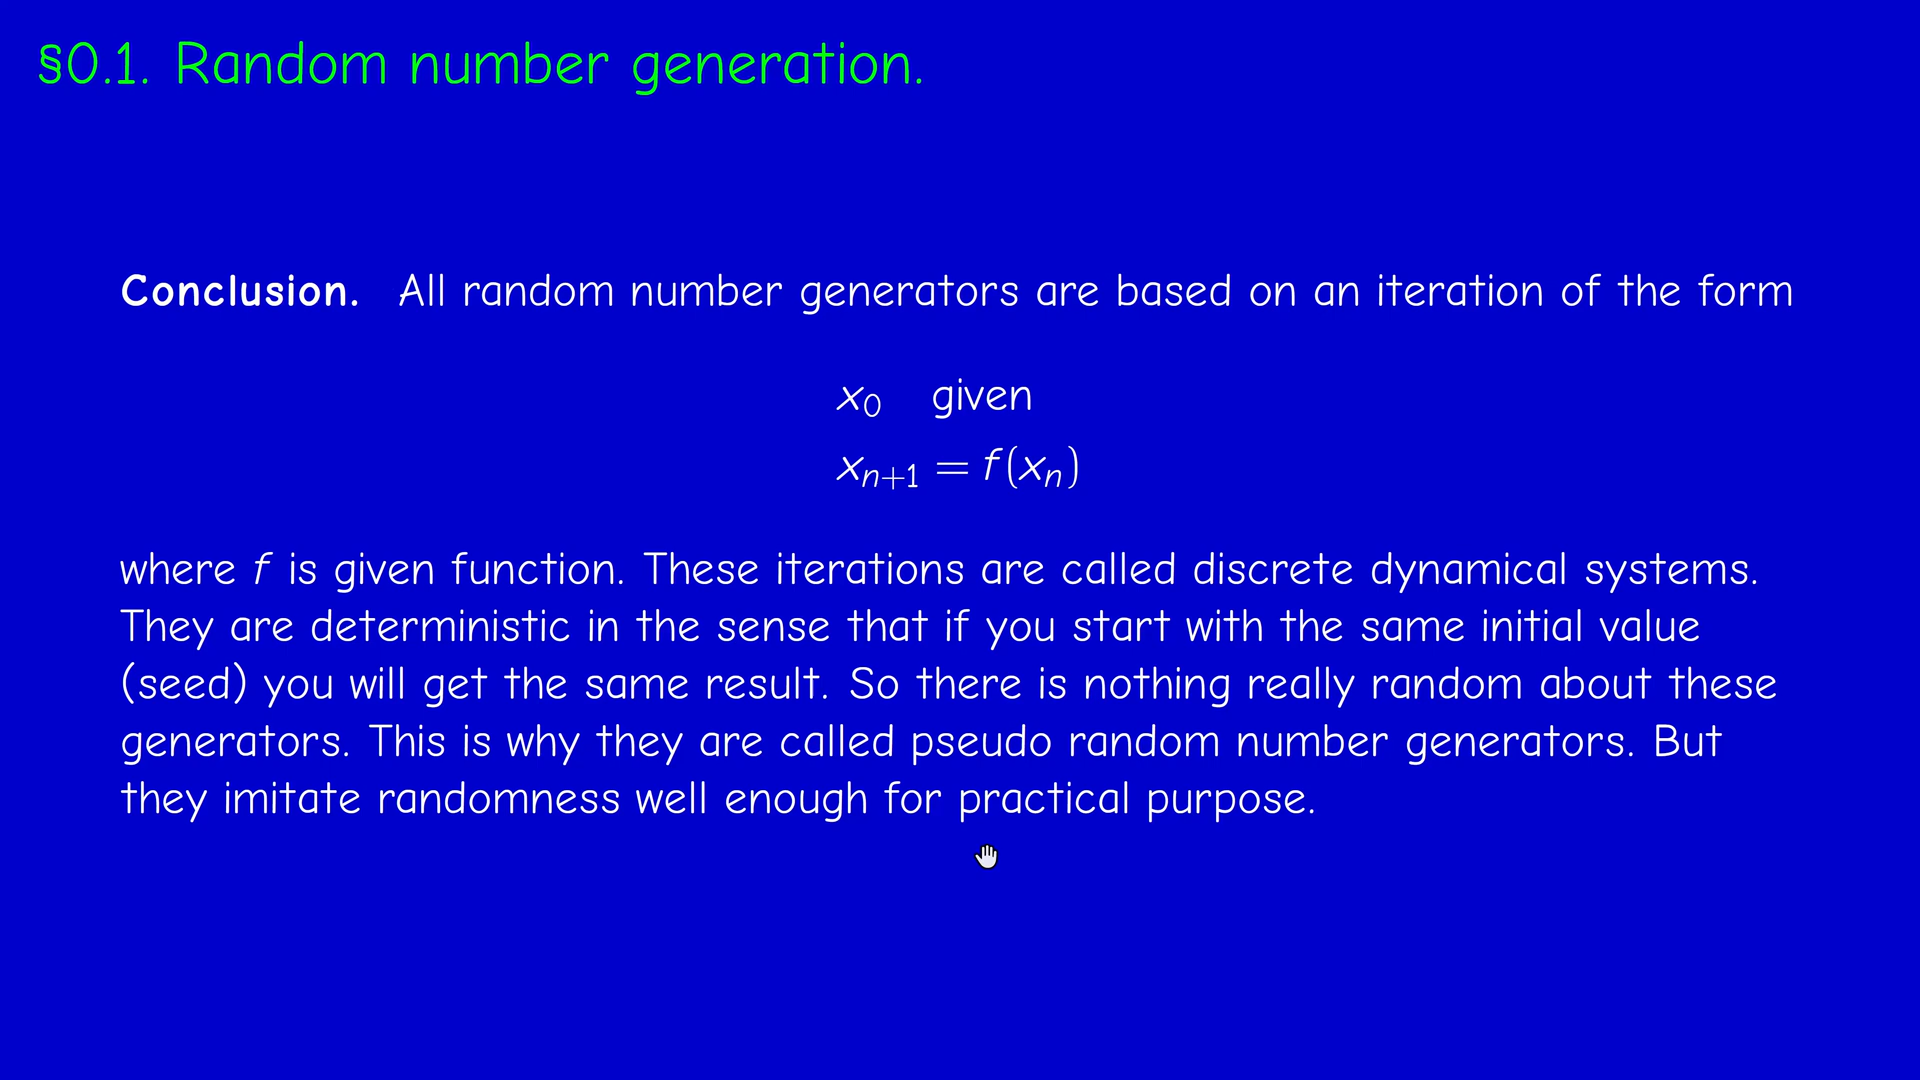 §0.1. Random number generation.
Conclusion. All random number generators are based on an iteration of the form
x₀ given
xₙ₊₁ = f(xₙ)
where f is given function. These iterations are called discrete dynamical systems.
They are deterministic in the sense that if you start with the same initial value
(seed) you will get the same result. So there is nothing really random about these
generators. This is why they are called pseudo random number generators. But
they imitate randomness well enough for practical purpose.